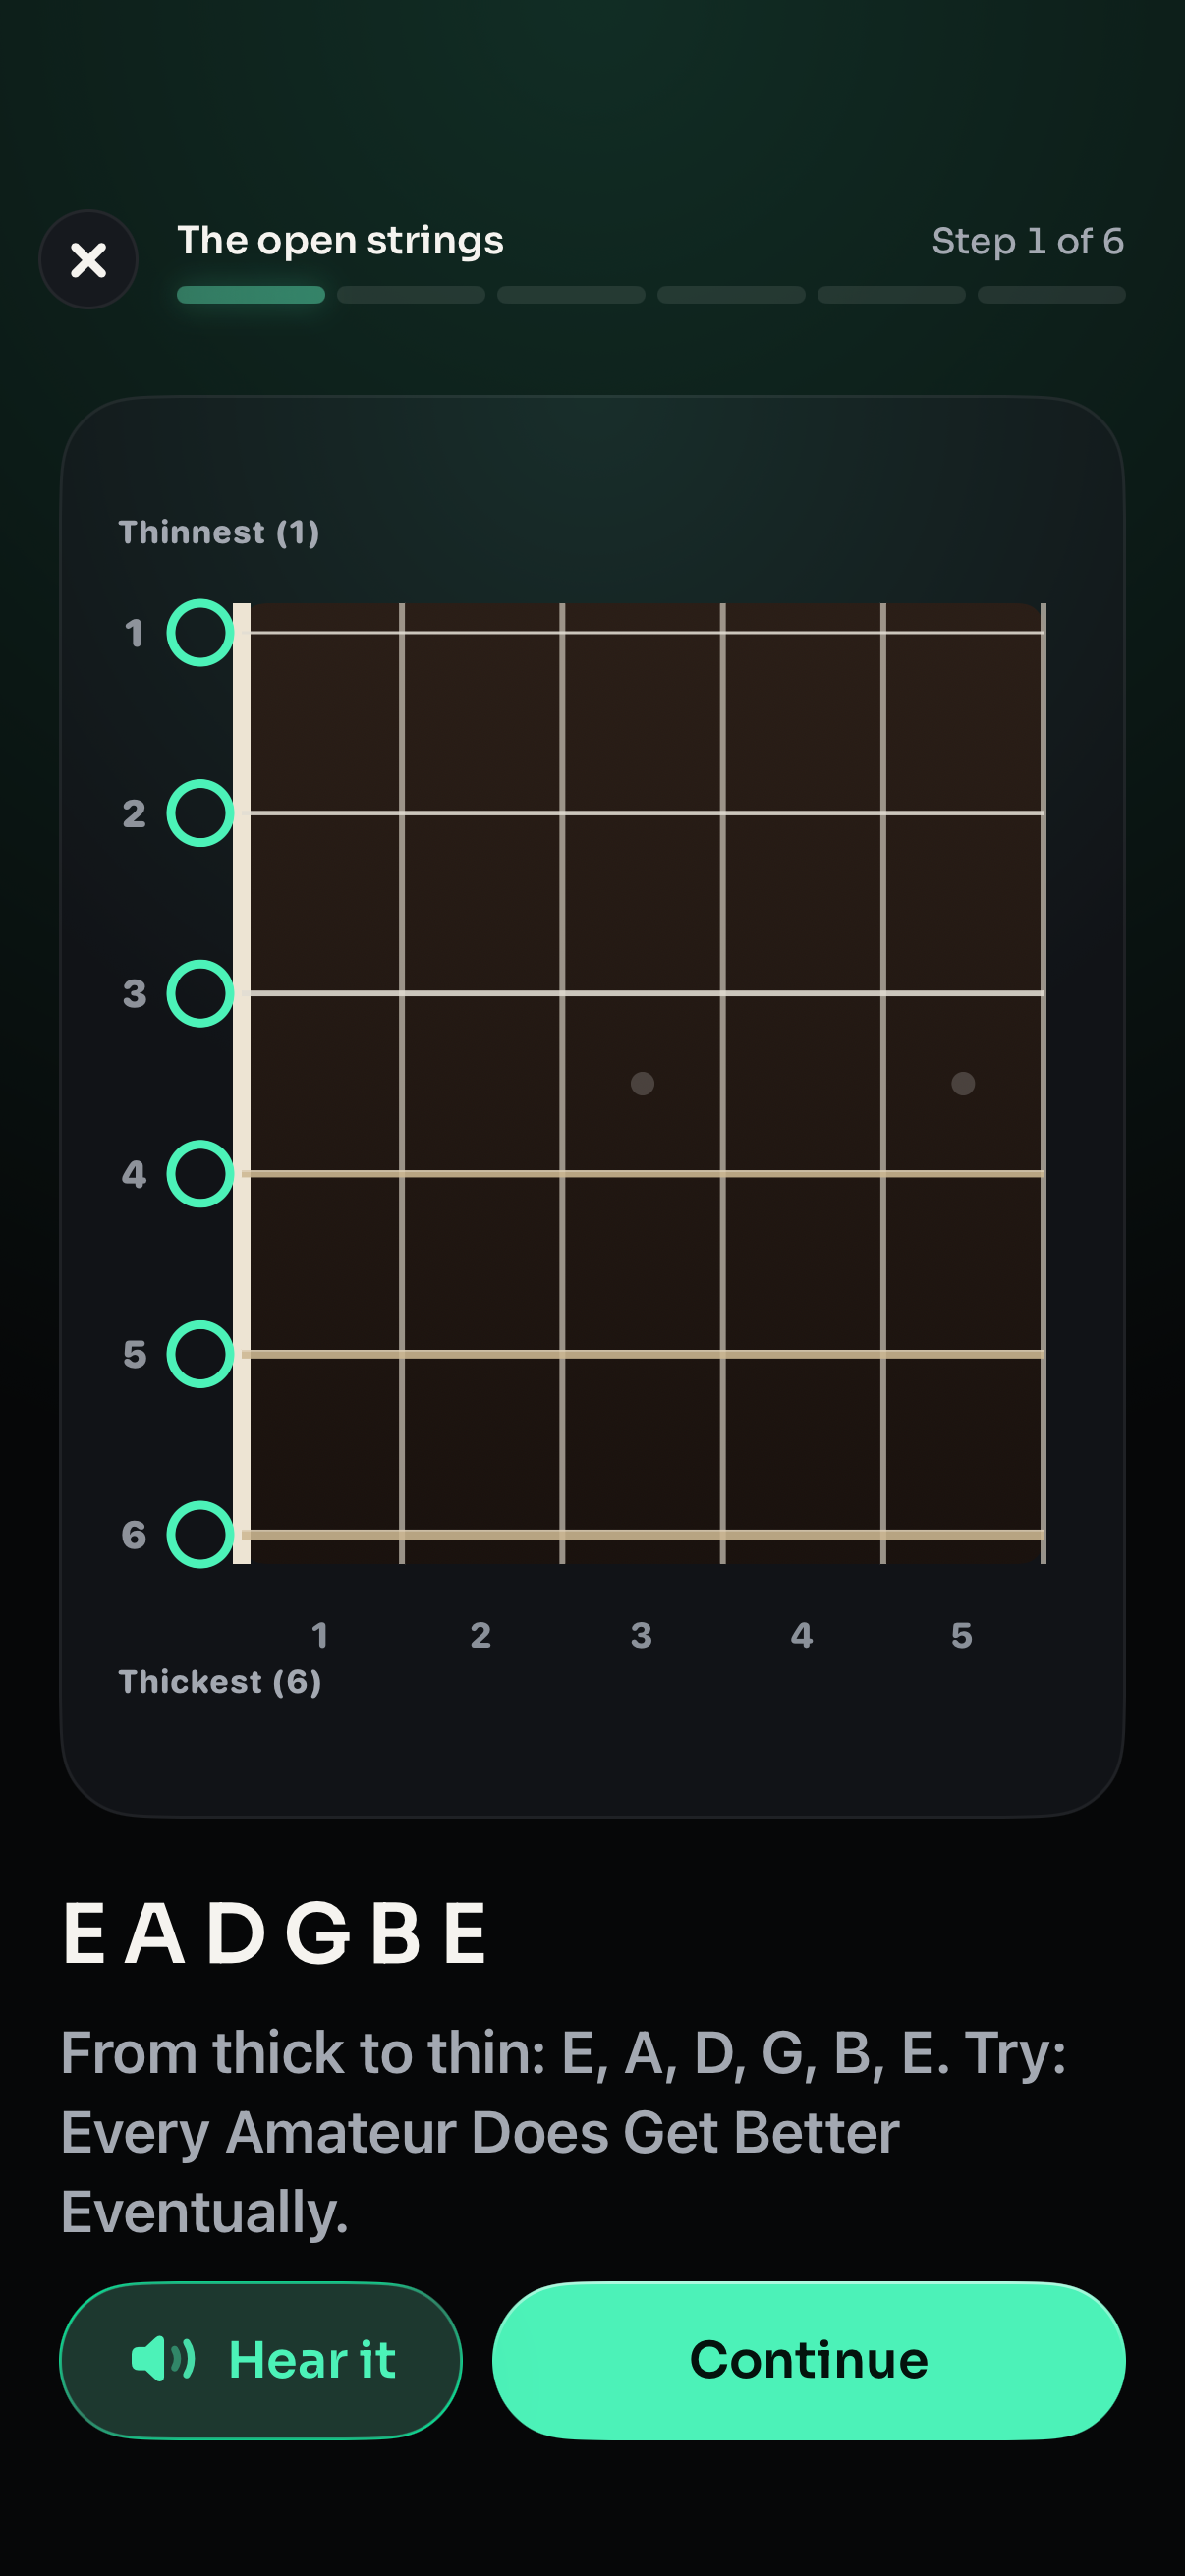 The open strings
Step 1 of 6
Thinnest (1)
1
2
3
4
5
6
1 2 3 4 5
Thickest (6)
E A D G B E
From thick to thin: E, A, D, G, B, E. Try:
Every Amateur Does Get Better
Eventually.
Hear it
Continue